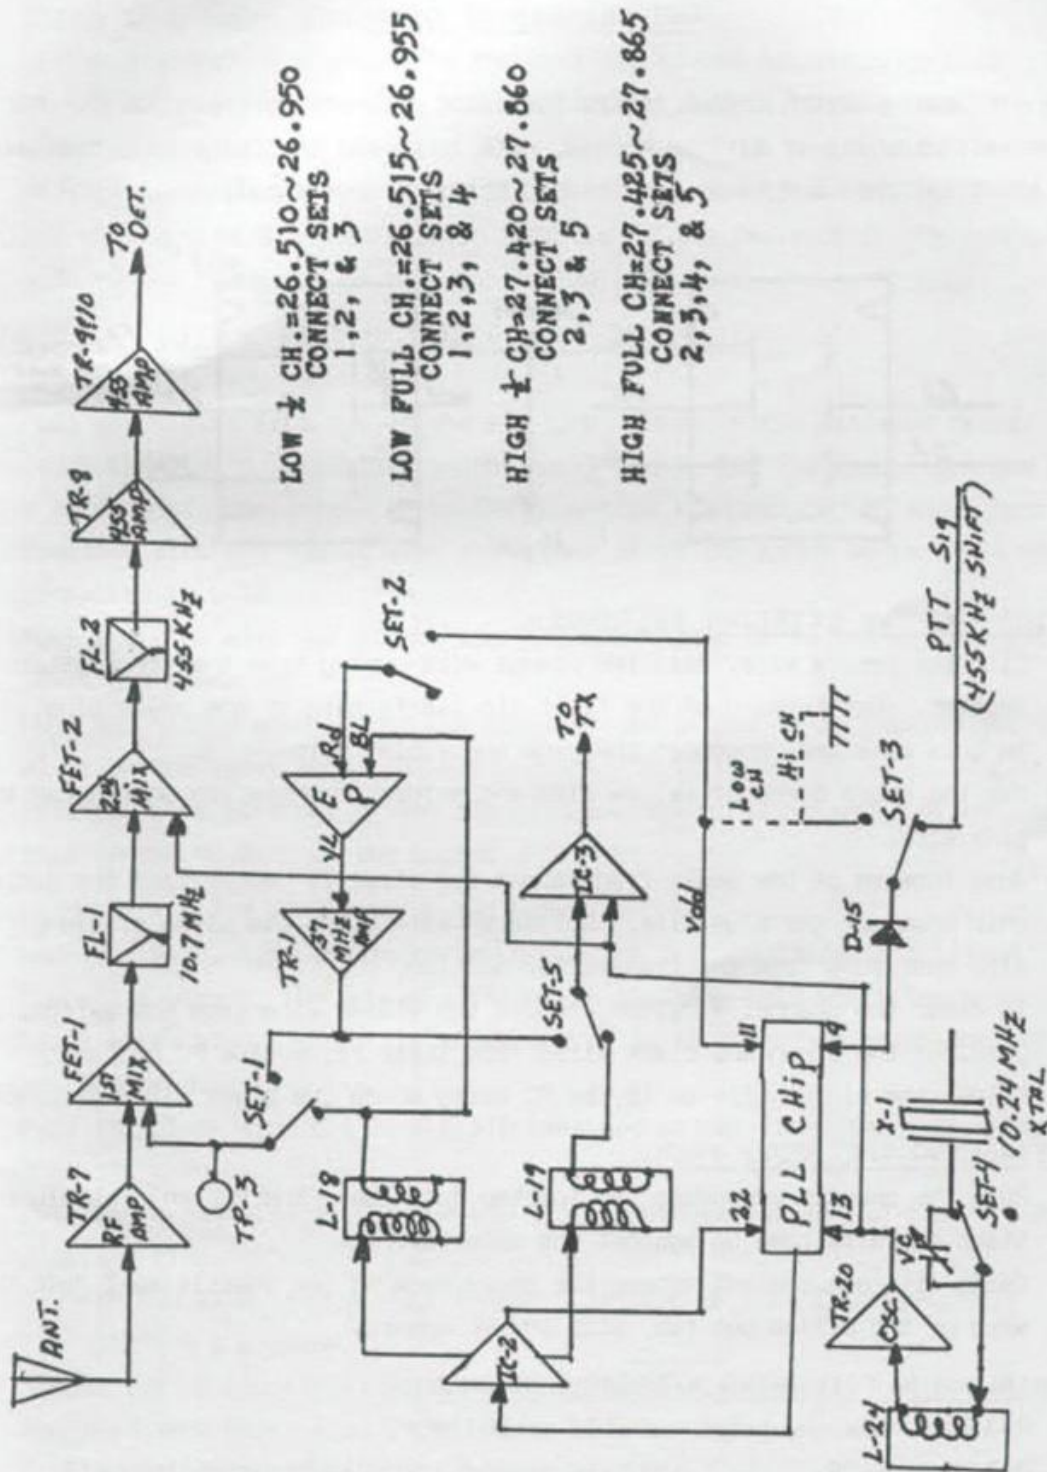 ANT.
TR-7
RF
AMP
FET-1
1ST
MIX
FL-1
10.7 MHz
FET-2
2nd
MIX
FL-2
455KHz
TR-8
455
AMP
TR-9/10
455
AMP
TO
DET.
TP-3
SET-1
TR-1
37
MHz
AMP
YL
E
P
Rd
BL
SET-2
L-18
L-19
SET-5
IC-3
TO
TX
IC-2
22
11
PLL CHIP
13
9
Vdd
LOW
CH
Hi CH
D-15
SET-3
PTT Sig
(455KHz SHIFT)
TR-20
OSC
VC
X-1
SET-4
10.24 MHz
XTAL
L-24
LOW ½ CH.=26.510~26.950
CONNECT SETS
1,2, & 3
LOW FULL CH.=26.515~26.955
CONNECT SETS
1,2,3, & 4
HIGH ½ CH=27.420~27.860
CONNECT SETS
2,3 & 5
HIGH FULL CH=27.425~27.865
CONNECT SETS
2,3,4, & 5